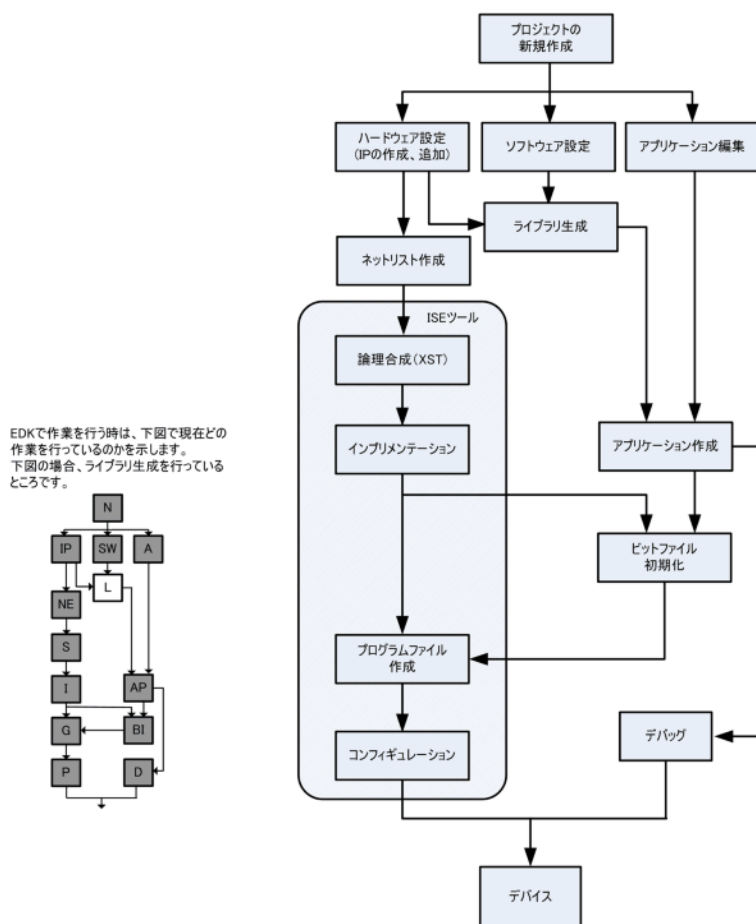 プロジェクトの
新規作成
ハードウェア設定
(IPの作成、追加)
ソフトウェア設定
アプリケーション編集
ライブラリ生成
ネットリスト作成
ISEツール
論理合成(XST)
インプリメンテーション
アプリケーション作成
ビットファイル
初期化
プログラムファイル
作成
コンフィギュレーション
デバッグ
デバイス
EDKで作業を行う時は、下図で現在どの
作業を行っているのかを示します。
下図の場合、ライブラリ生成を行っている
ところです。
N
IP
SW
A
L
NE
S
I
AP
G
BI
P
D